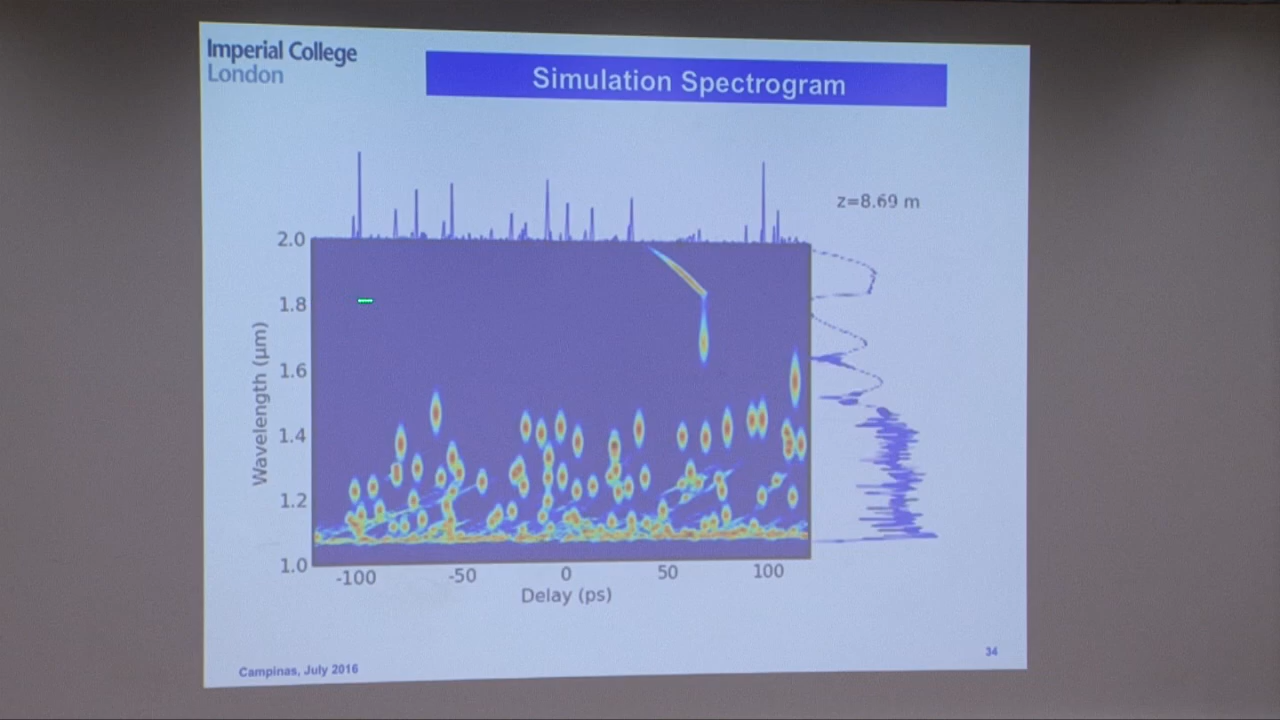 Imperial College
London
Simulation Spectrogram
z=8.69 m
2.0
1.8
1.6
1.4
1.2
1.0
Wavelength (µm)
-100
-50
0
50
100
Delay (ps)
Campinas, July 2016
34